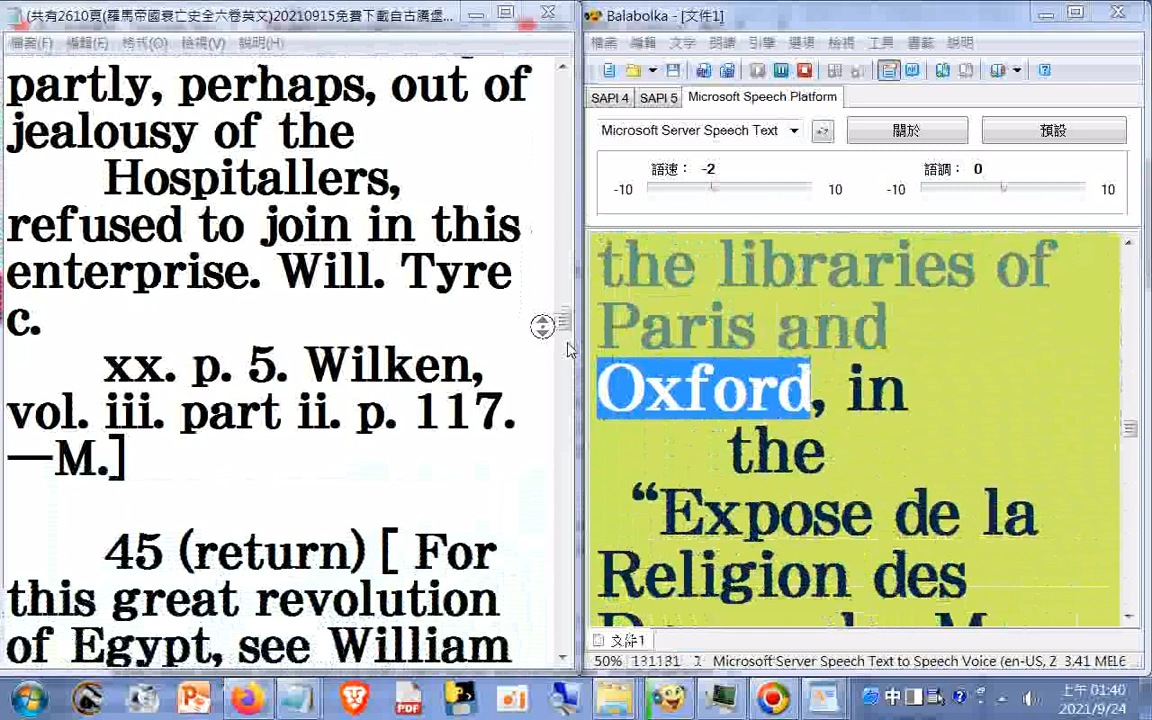 (共有2610頁(羅馬帝國衰亡史全六卷英文)20210915免費下載自古騰堡...
檔案(F) 編輯(E) 格式(O) 檢視(V) 說明(H)
partly, perhaps, out of
jealousy of the
Hospitallers,
refused to join in this
enterprise. Will. Tyre
c.
xx. p. 5. Wilken,
vol. iii. part ii. p. 117.
—M.]
45 (return) [ For
this great revolution
of Egypt, see William
Balabolka - [文件1]
檔案 編輯 文字 朗讀 引擎 選項 檢視 工具 書籤 說明
SAPI 4 SAPI 5 Microsoft Speech Platform
Microsoft Server Speech Text 關於 預設
語速： -2 語調： 0
-10 10 -10 10
the libraries of
Paris and
Oxford, in
the
“Expose de la
Religion des
文件1
50% 131131 1 Microsoft Server Speech Text to Speech Voice (en-US, Z 3.41 МБ
中
上午 01:40
2021/9/24